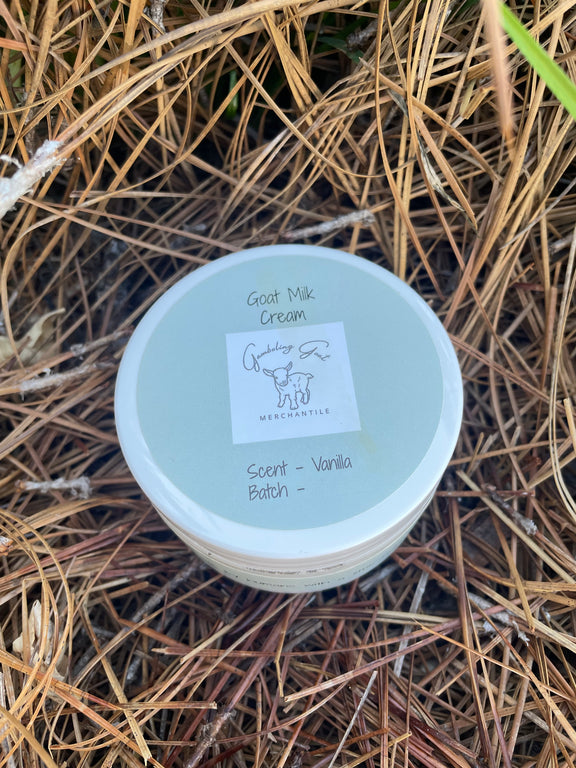 Goat Milk
Cream
Gamboling Goat
MERCHANTILE
Scent - Vanilla
Batch -